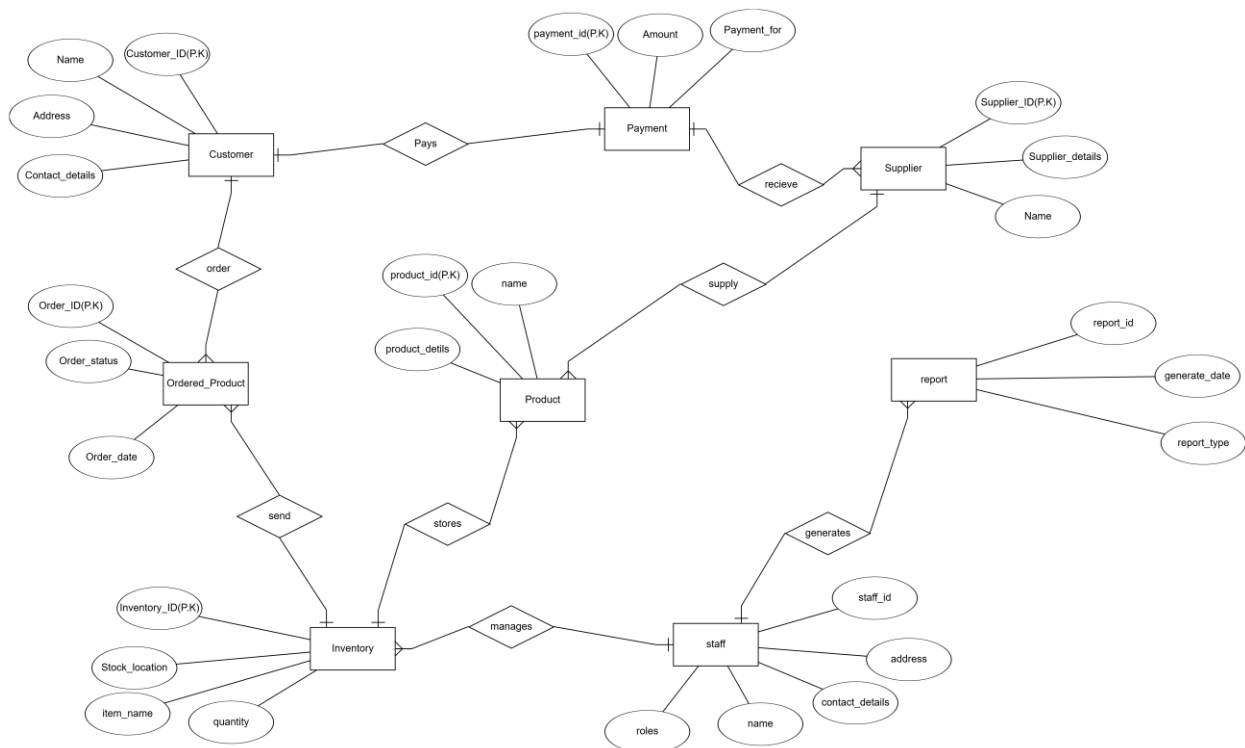 payment_id(P.K)
Amount
Payment_for
Customer_ID(P.K)
Name
Address
Contact_details
Customer
Pays
Payment
Supplier_ID(P.K)
Supplier_details
Name
Supplier
recieve
order
product_id(P.K)
name
supply
Order_ID(P.K)
Order_status
Order_date
Ordered_Product
product_detils
Product
report_id
generate_date
report_type
report
send
stores
generates
Inventory_ID(P.K)
Stock_location
item_name
quantity
Inventory
manages
staff
staff_id
address
contact_details
name
roles